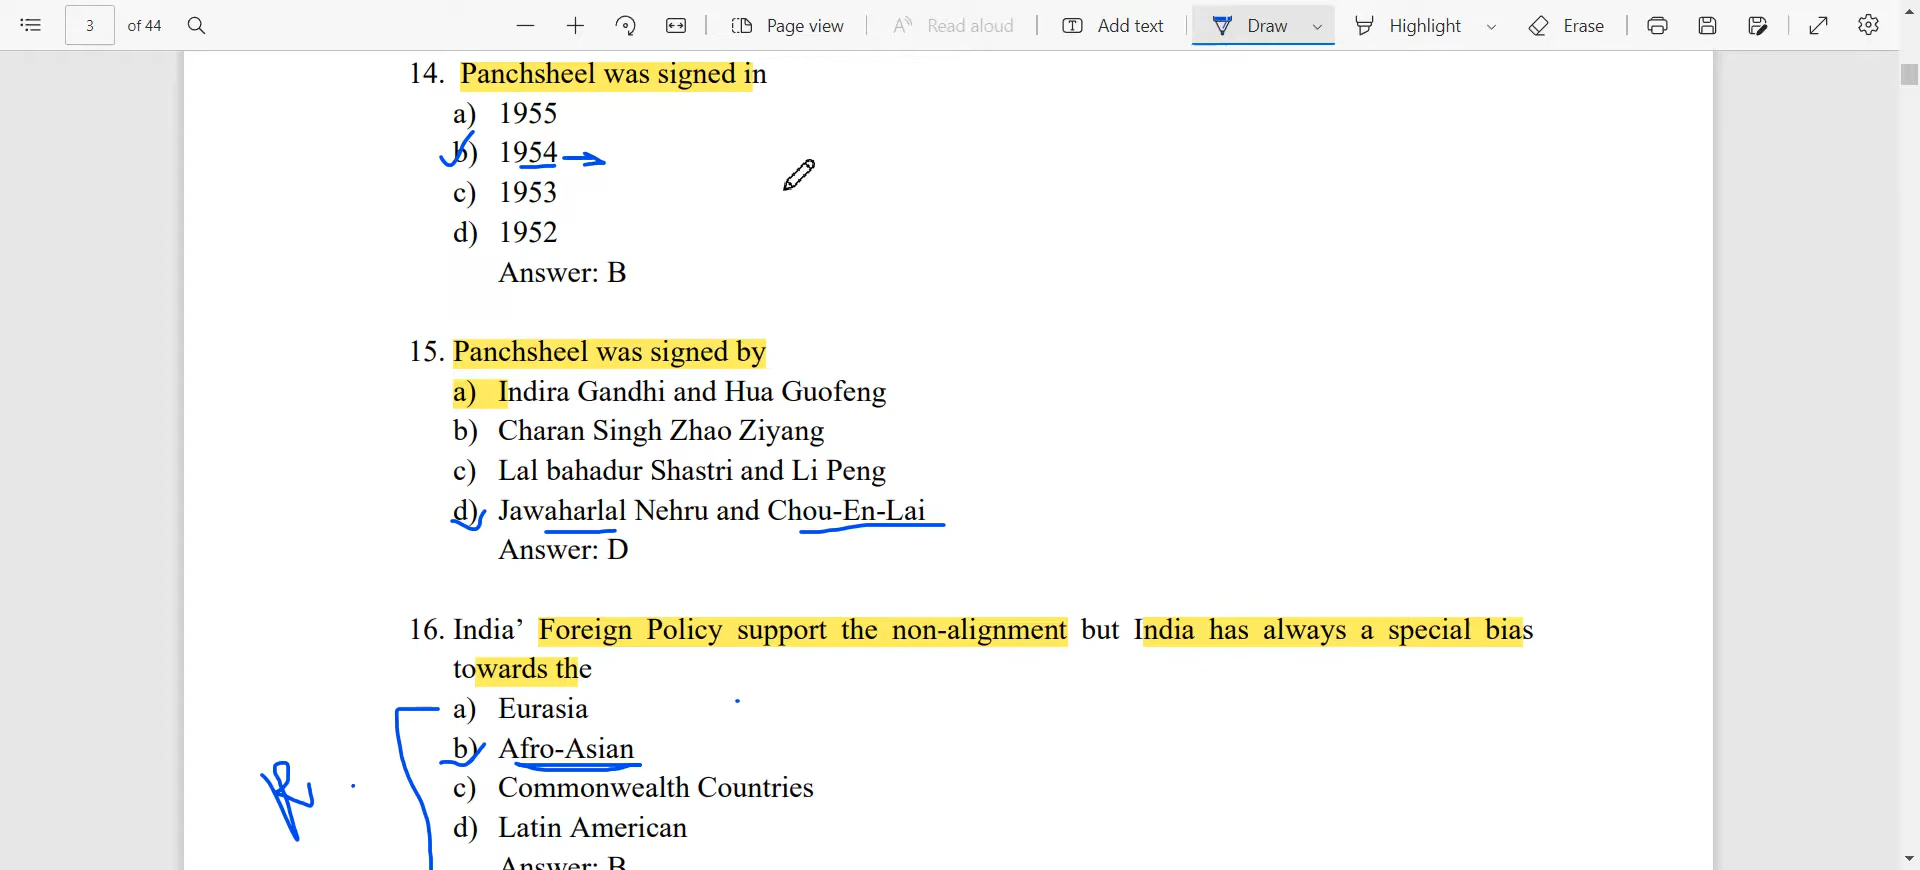 3 of 44 Page view Read aloud Add text Draw Highlight Erase
14. Panchsheel was signed in
a) 1955
b) 1954
c) 1953
d) 1952
Answer: B
15. Panchsheel was signed by
a) Indira Gandhi and Hua Guofeng
b) Charan Singh Zhao Ziyang
c) Lal bahadur Shastri and Li Peng
d) Jawaharlal Nehru and Chou-En-Lai
Answer: D
16. India’ Foreign Policy support the non-alignment but India has always a special bias
towards the
a) Eurasia
b) Afro-Asian
c) Commonwealth Countries
d) Latin American
Answer: B